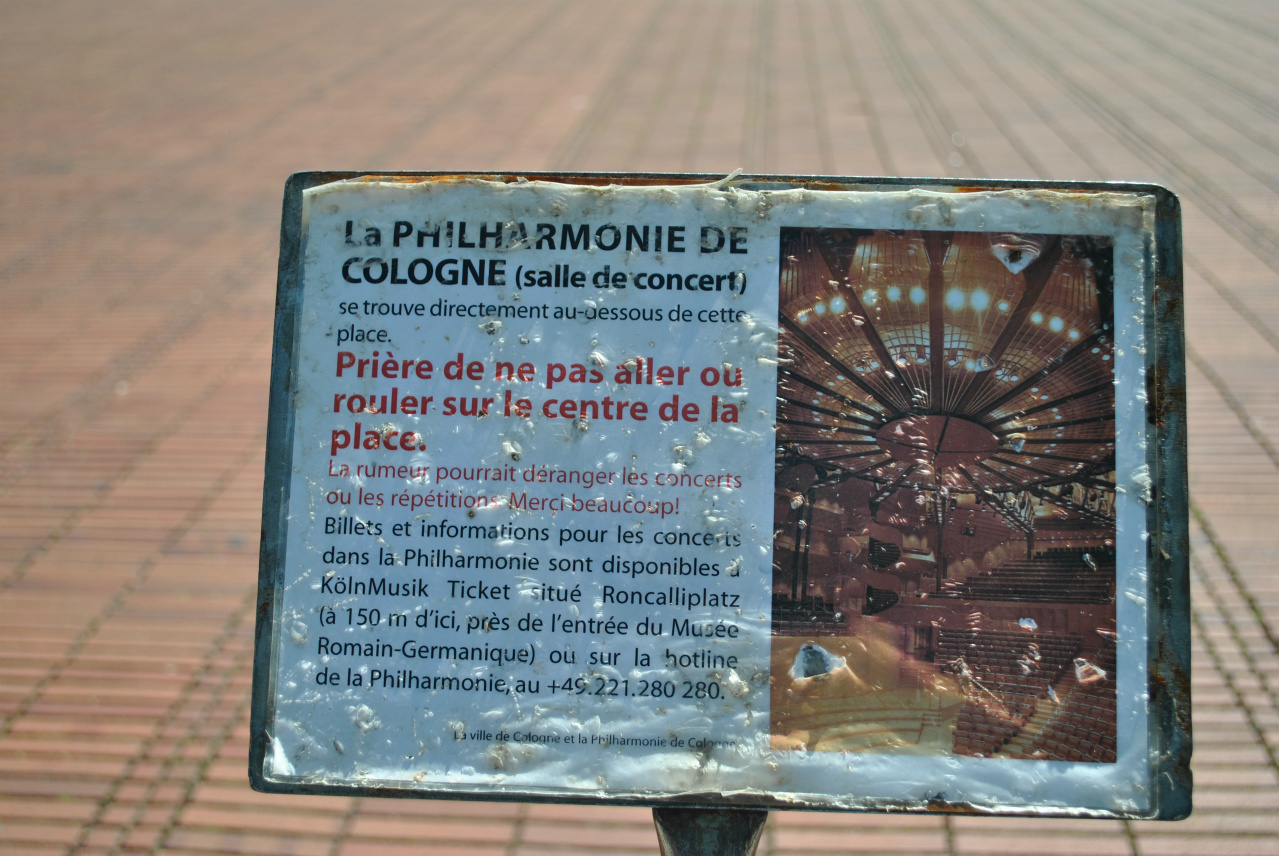 La PHILHARMONIE DE
COLOGNE (salle de concert)
se trouve directement au-dessous de cette
place.
Prière de ne pas aller ou
rouler sur le centre de la
place.
La rumeur pourrait déranger les concerts
ou les répétitions. Merci beaucoup!
Billets et informations pour les concerts
dans la Philharmonie sont disponibles à
KölnMusik Ticket situé Roncalliplatz
(à 150 m d'ici, près de l'entrée du Musée
Romain-Germanique) ou sur la hotline
de la Philharmonie, au +49.221.280 280.
La ville de Cologne et la Philharmonie de Cologne